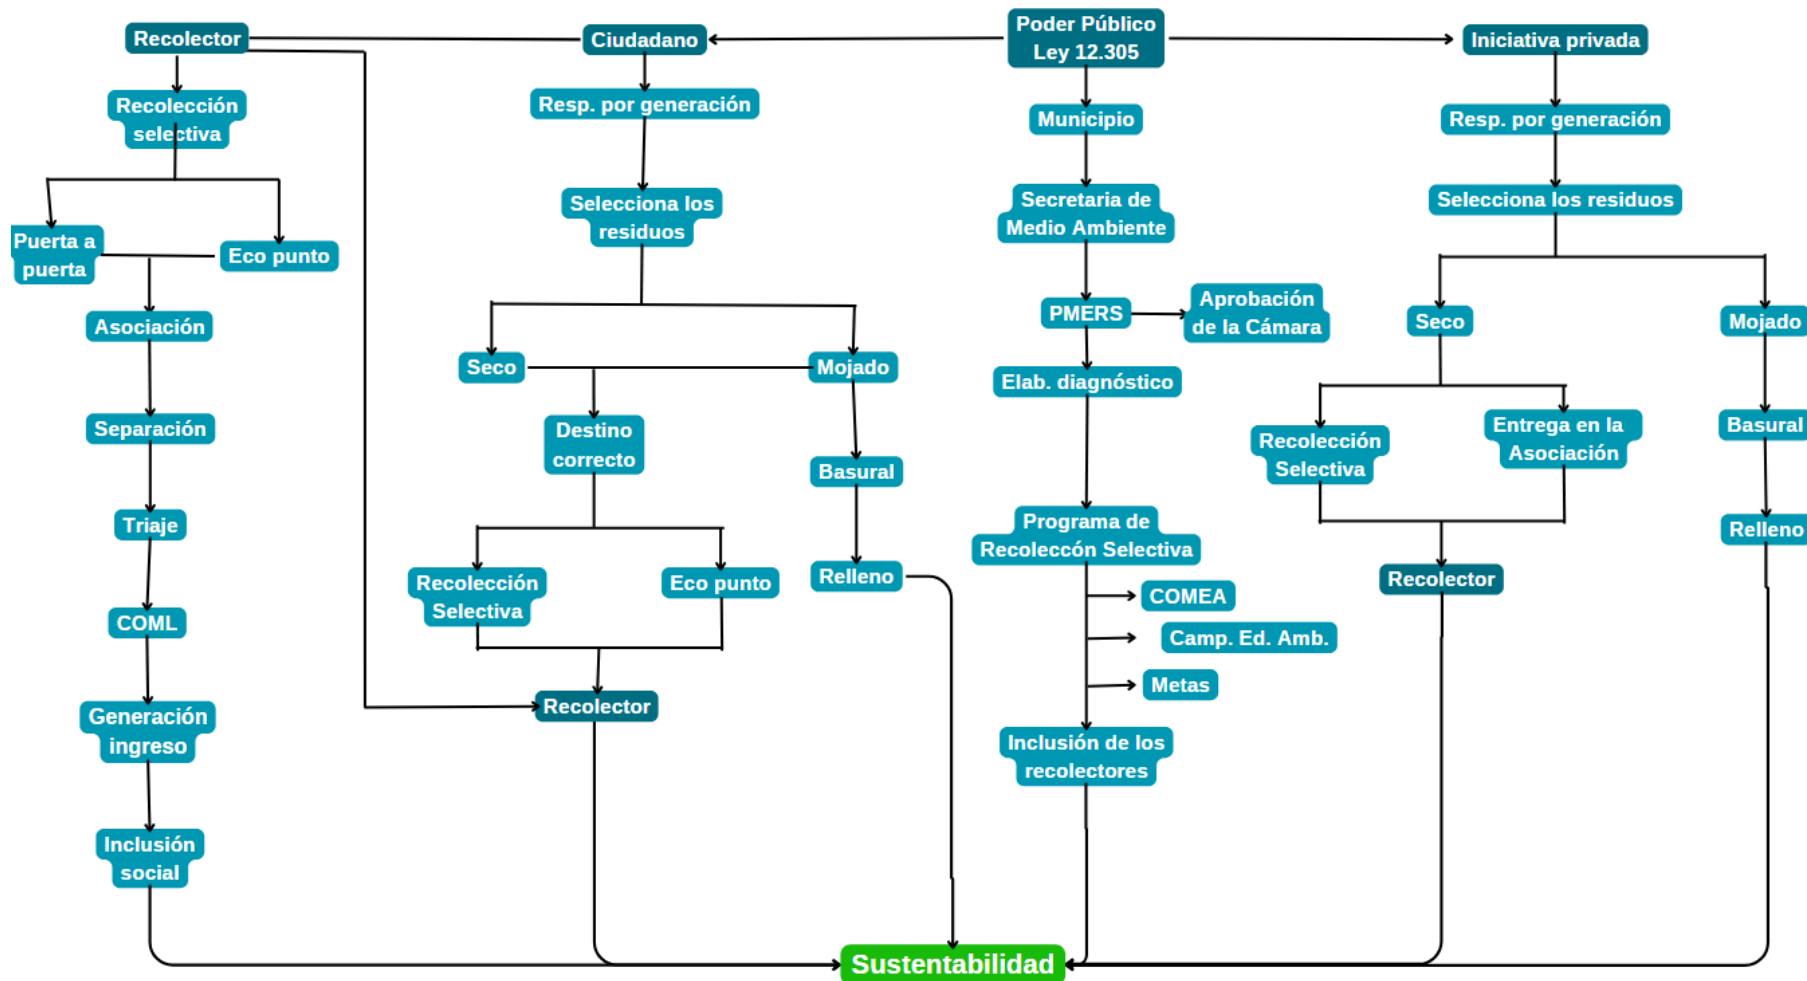 Recolector
Recolección
selectiva
Puerta a
puerta
Eco punto
Asociación
Separación
Triaje
COML
Generación
ingreso
Inclusión
social
Ciudadano
Resp. por generación
Selecciona los
residuos
Seco
Mojado
Destino
correcto
Basural
Relleno
Recolección
Selectiva
Eco punto
Recolector
Poder Público
Ley 12.305
Municipio
Secretaria de
Medio Ambiente
PMERS
Aprobación
de la Cámara
Elab. diagnóstico
Programa de
Recoleccón Selectiva
COMEA
Camp. Ed. Amb.
Metas
Inclusión de los
recolectores
Iniciativa privada
Resp. por generación
Selecciona los residuos
Seco
Mojado
Recolección
Selectiva
Entrega en la
Asociación
Basural
Relleno
Recolector
Sustentabilidad